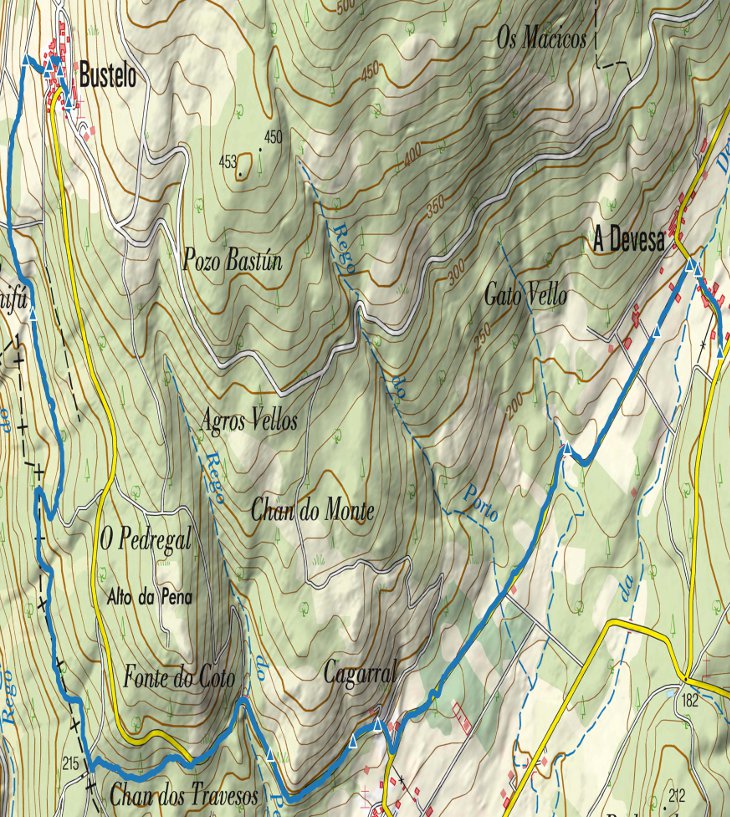 500
Os Macicos
Bustelo
450
450
453
400
350
Rego
A Devesa
Pozo Bastún
300
Gato Vello
250
do
200
Agros Vellos
Rego
Chan do Monte
Porto
O Pedregal
Alto da Pena
da
do
Fonte do Coto
Cagarral
Rego
182
215
Chan dos Travesos
212